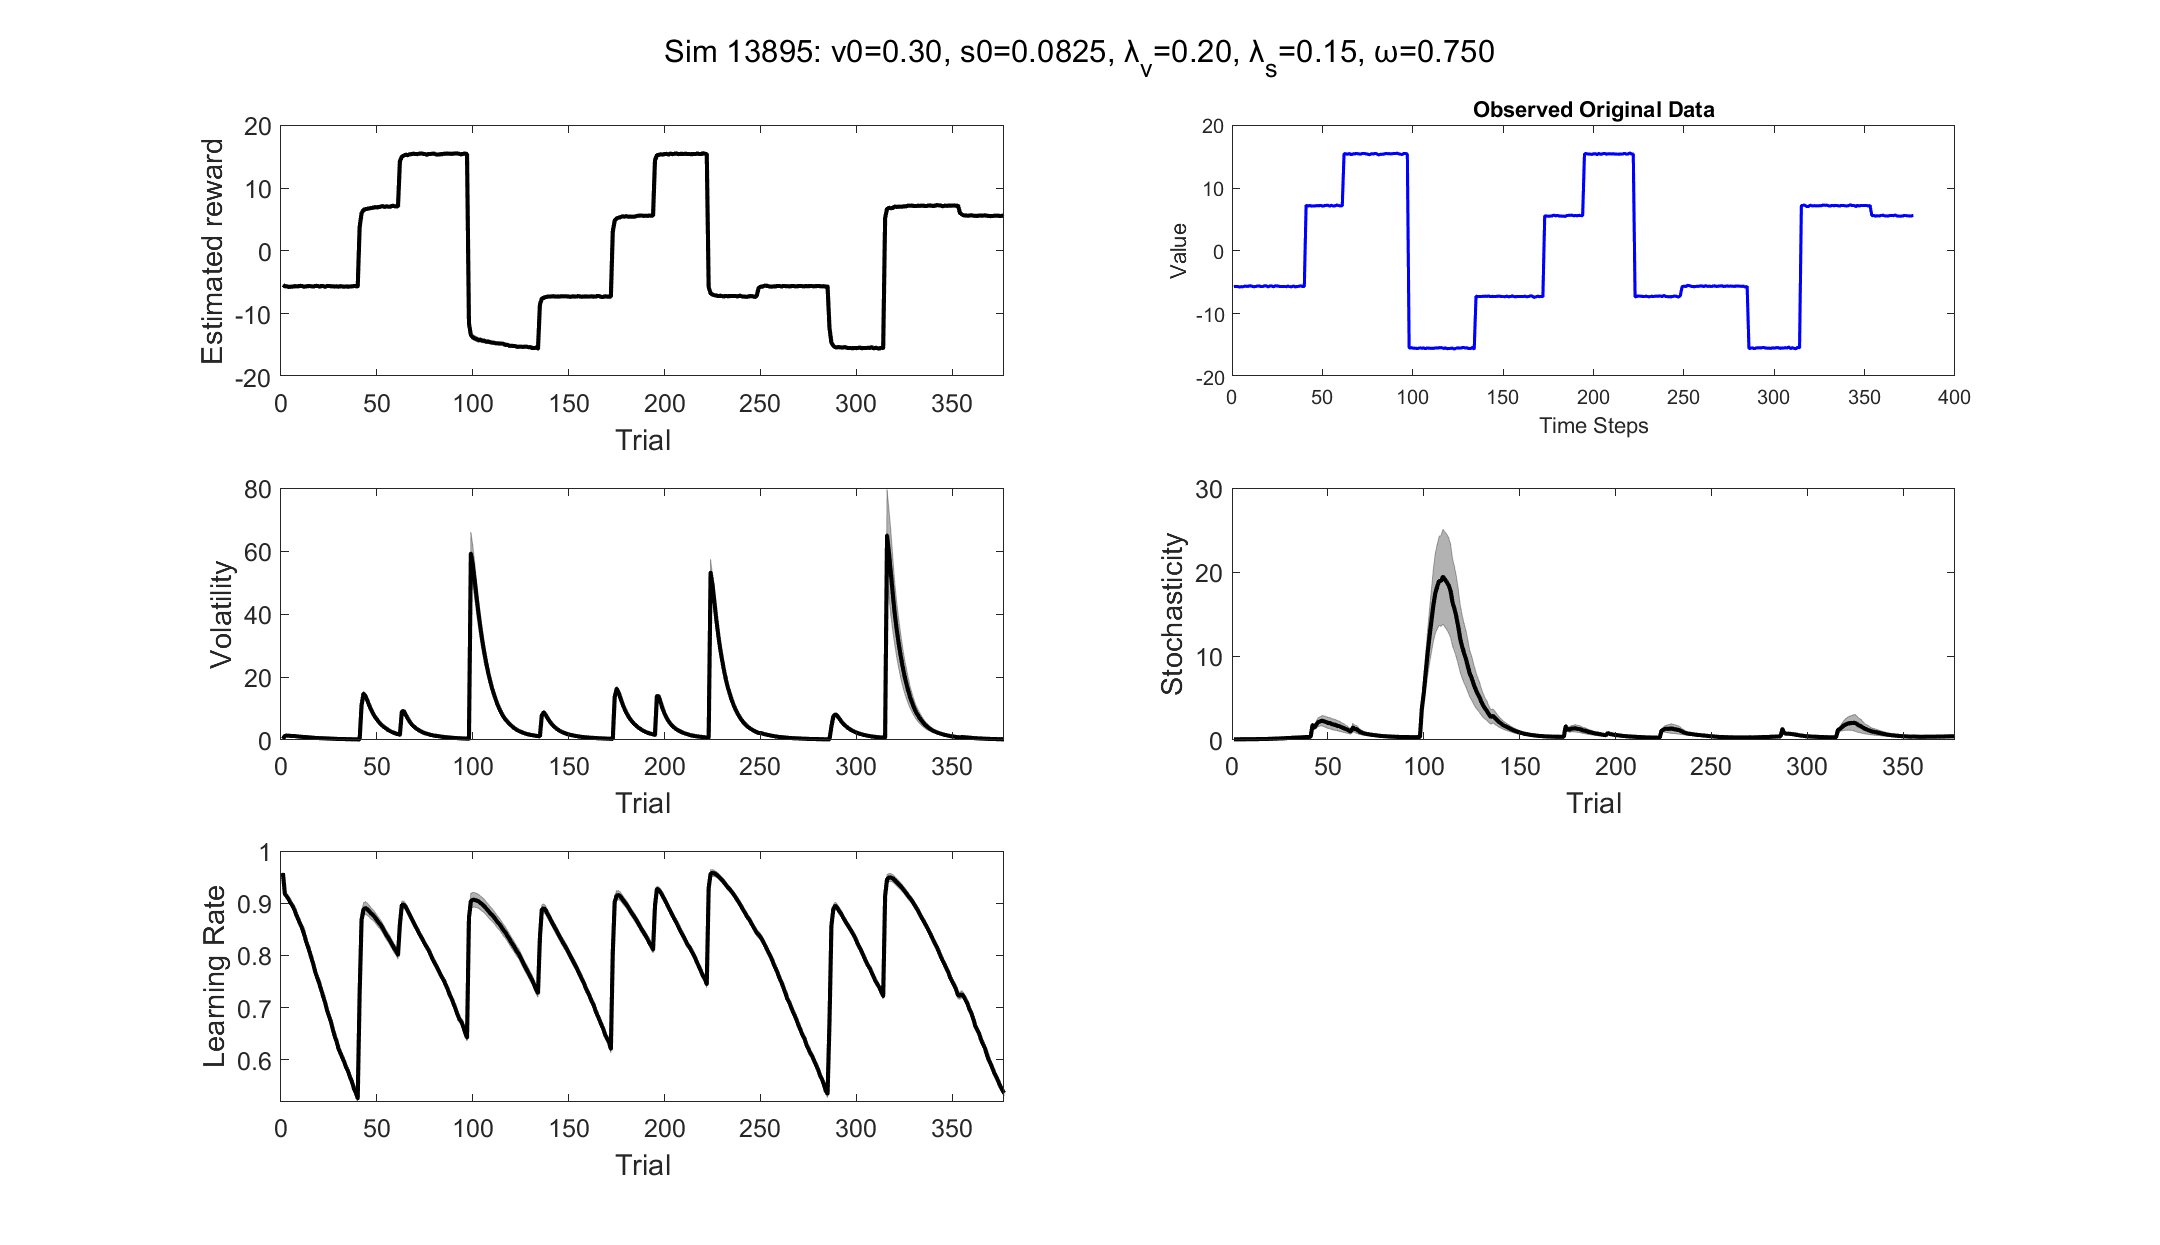 Sim 13895: v0=0.30, s0=0.0825, λ_v=0.20, λ_s=0.15, ω=0.750
Estimated reward
20
10
0
-10
-20
0 50 100 150 200 250 300 350
Trial
Observed Original Data
Value
20
10
0
-10
-20
0 50 100 150 200 250 300 350 400
Time Steps
Volatility
80
60
40
20
0
0 50 100 150 200 250 300 350
Trial
Stochasticity
30
20
10
0
0 50 100 150 200 250 300 350
Trial
Learning Rate
1
0.9
0.8
0.7
0.6
0 50 100 150 200 250 300 350
Trial